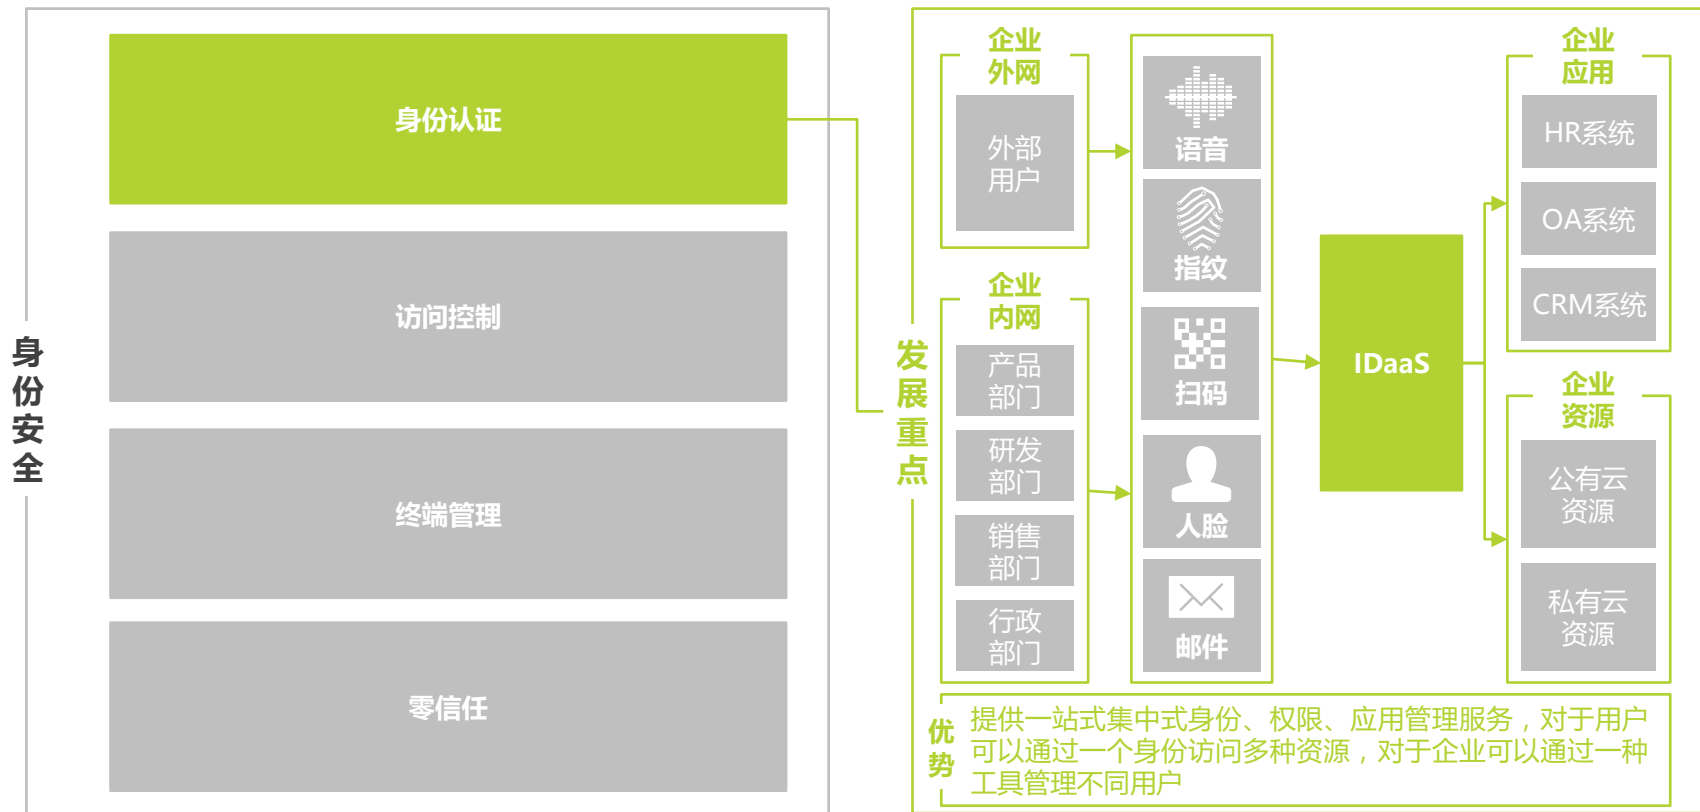 身份安全
身份认证
访问控制
终端管理
零信任
发展重点
企业
外网
外部
用户
企业
内网
产品
部门
研发
部门
销售
部门
行政
部门
语音
指纹
扫码
人脸
邮件
IDaaS
企业
应用
HR系统
OA系统
CRM系统
企业
资源
公有云
资源
私有云
资源
优势
提供一站式集中式身份、权限、应用管理服务，对于用户
可以通过一个身份访问多种资源，对于企业可以通过一种
工具管理不同用户